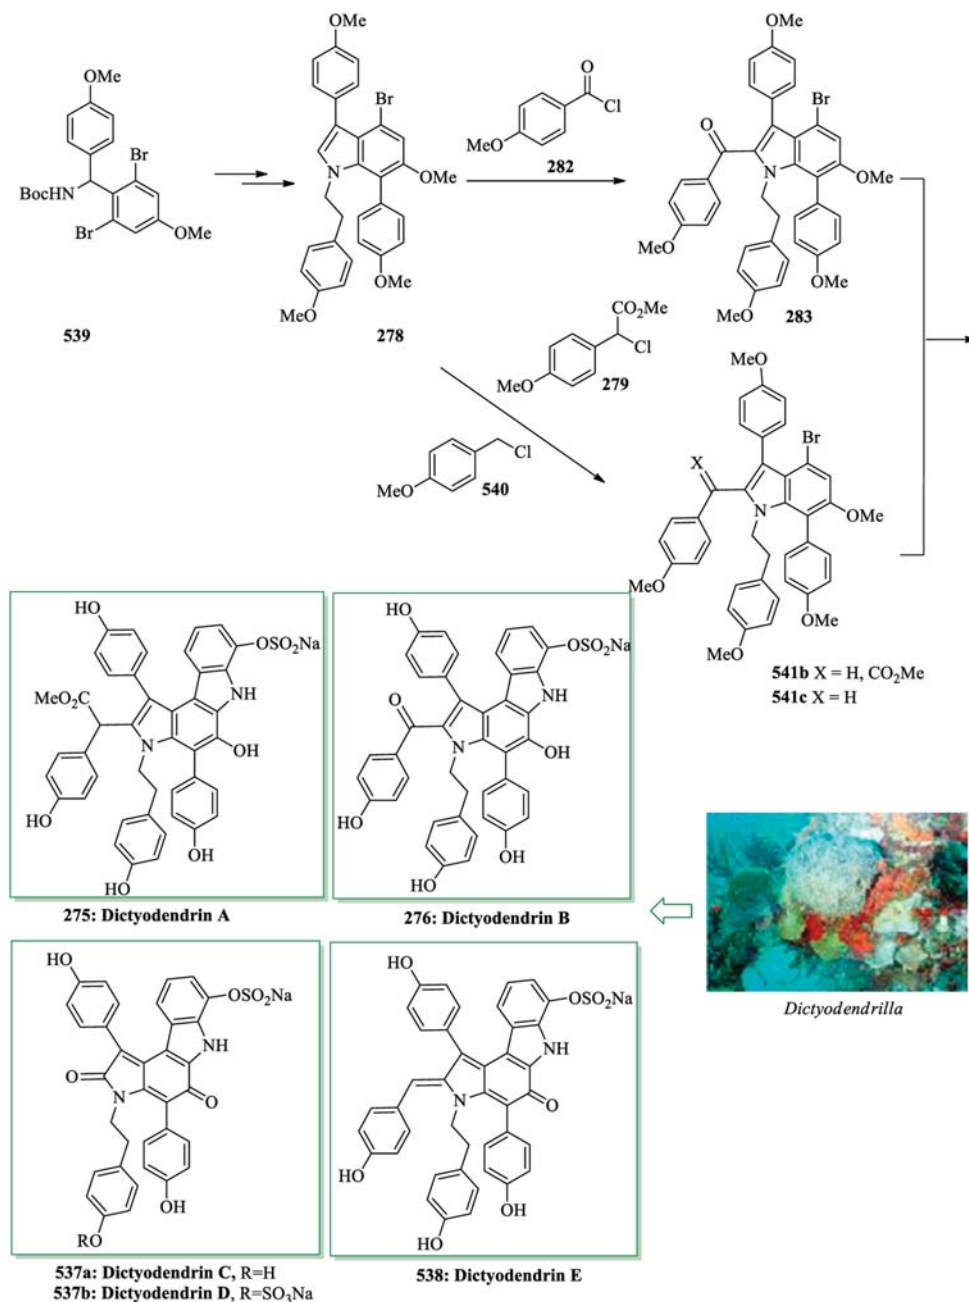 OMe
OMe
OMe
Br
O
Cl
MeO
282
O
Br
Br
BocHN
Br
OMe
N
OMe
N
OMe
MeO
OMe
MeO
OMe
MeO
539
278
283
CO₂Me
Cl
MeO
279
Cl
MeO
540
MeO
Br
X
N
OMe
MeO
OMe
MeO
541b X = H, CO₂Me
541c X = H
HO
OSO₂Na
MeO₂C
NH
N
OH
HO
OH
HO
275: Dictyodendrin A
HO
OSO₂Na
O
NH
N
OH
HO
OH
HO
276: Dictyodendrin B
Dictyodendrilla
HO
OSO₂Na
NH
O
N
O
OH
RO
537a: Dictyodendrin C, R=H
537b: Dictyodendrin D, R=SO₃Na
HO
OSO₂Na
NH
N
O
HO
OH
HO
538: Dictyodendrin E